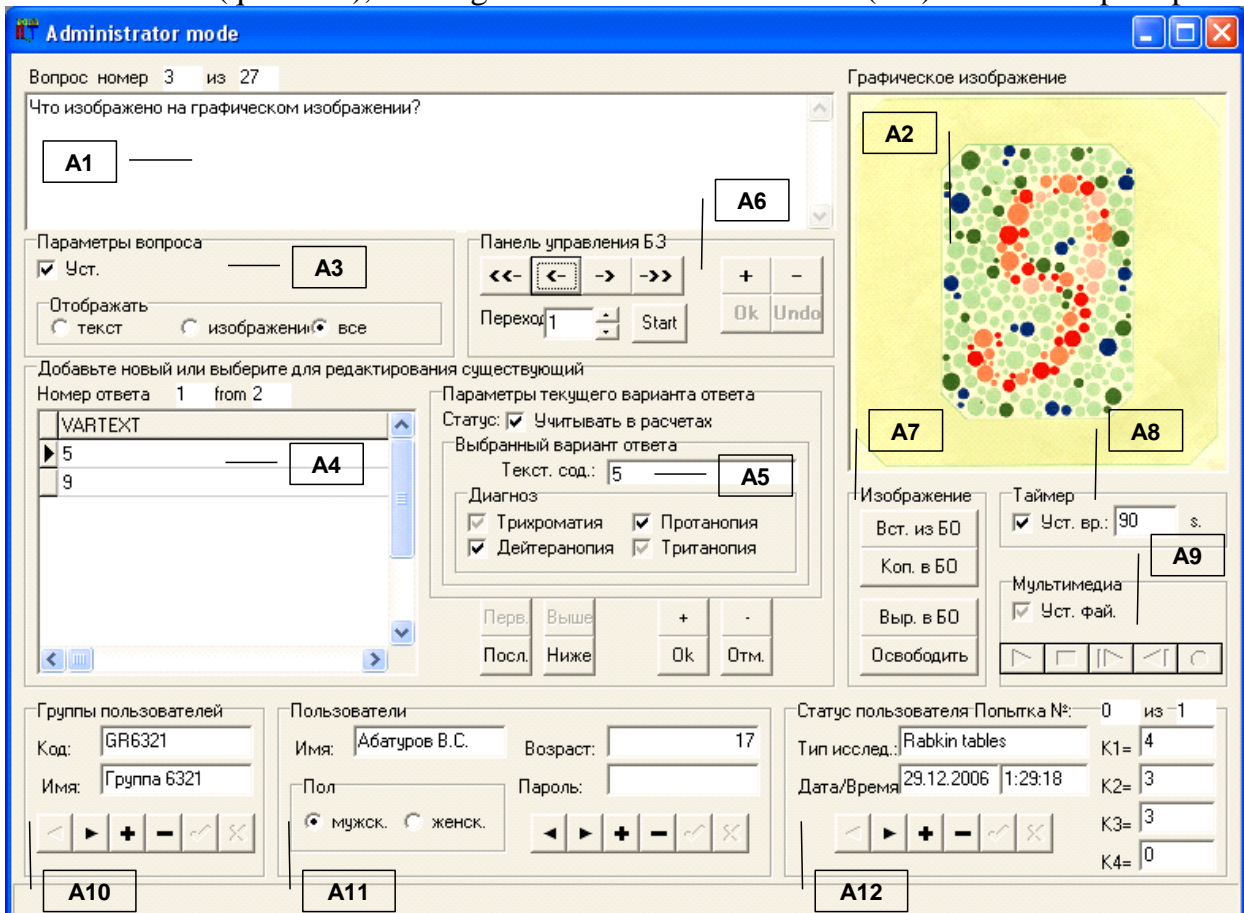 Administrator mode
Вопрос номер 3 из 27
Графическое изображение
Что изображено на графическом изображении?
A1
A2
A6
Параметры вопроса
Уст.
A3
Отображать
текст изображени все
Панель управления БЗ
<<- <- -> ->> + -
Переход 1 Start Ok Undo
Добавьте новый или выберите для редактирования существующий
Номер ответа 1 from 2
VARTEXT
5
9
A4
Параметры текущего варианта ответа
Статус: Учитывать в расчетах
Выбранный вариант ответа
Текст. сод.: 5
A5
Диагноз
Трихроматия Протанопия
Дейтеранопия Тританопия
Перв. Выше + -
Посл. Ниже Ok Отм.
A7
A8
Изображение
Вст. из БО
Коп. в БО
Выр. в БО
Освободить
Таймер
Уст. вр.: 90 s.
A9
Мультимедиа
Уст. фай.
Группы пользователей
Код: GR6321
Имя: Группа 6321
A10
Пользователи
Имя: Абатуров В.С. Возраст: 17
Пол Пароль:
мужск. женск.
A11
Статус пользователя Попытка №: 0 из 1
Тип исслед.: Rabkin tables K1= 4
Дата/Время 29.12.2006 1:29:18 K2= 3
K3= 3
K4= 0
A12